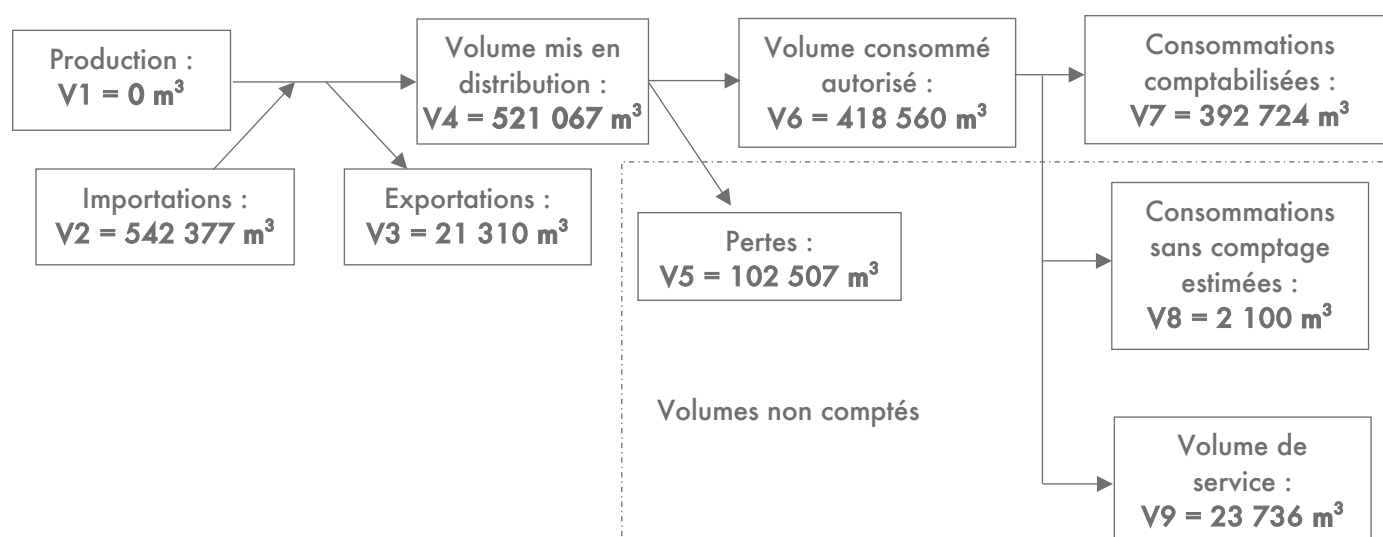 Production :
V1 = 0 m³
Importations :
V2 = 542 377 m³
Exportations :
V3 = 21 310 m³
Volume mis en
distribution :
V4 = 521 067 m³
Volume consommé
autorisé :
V6 = 418 560 m³
Consommations
comptabilisées :
V7 = 392 724 m³
Pertes :
V5 = 102 507 m³
Consommations
sans comptage
estimées :
V8 = 2 100 m³
Volumes non comptés
Volume de
service :
V9 = 23 736 m³